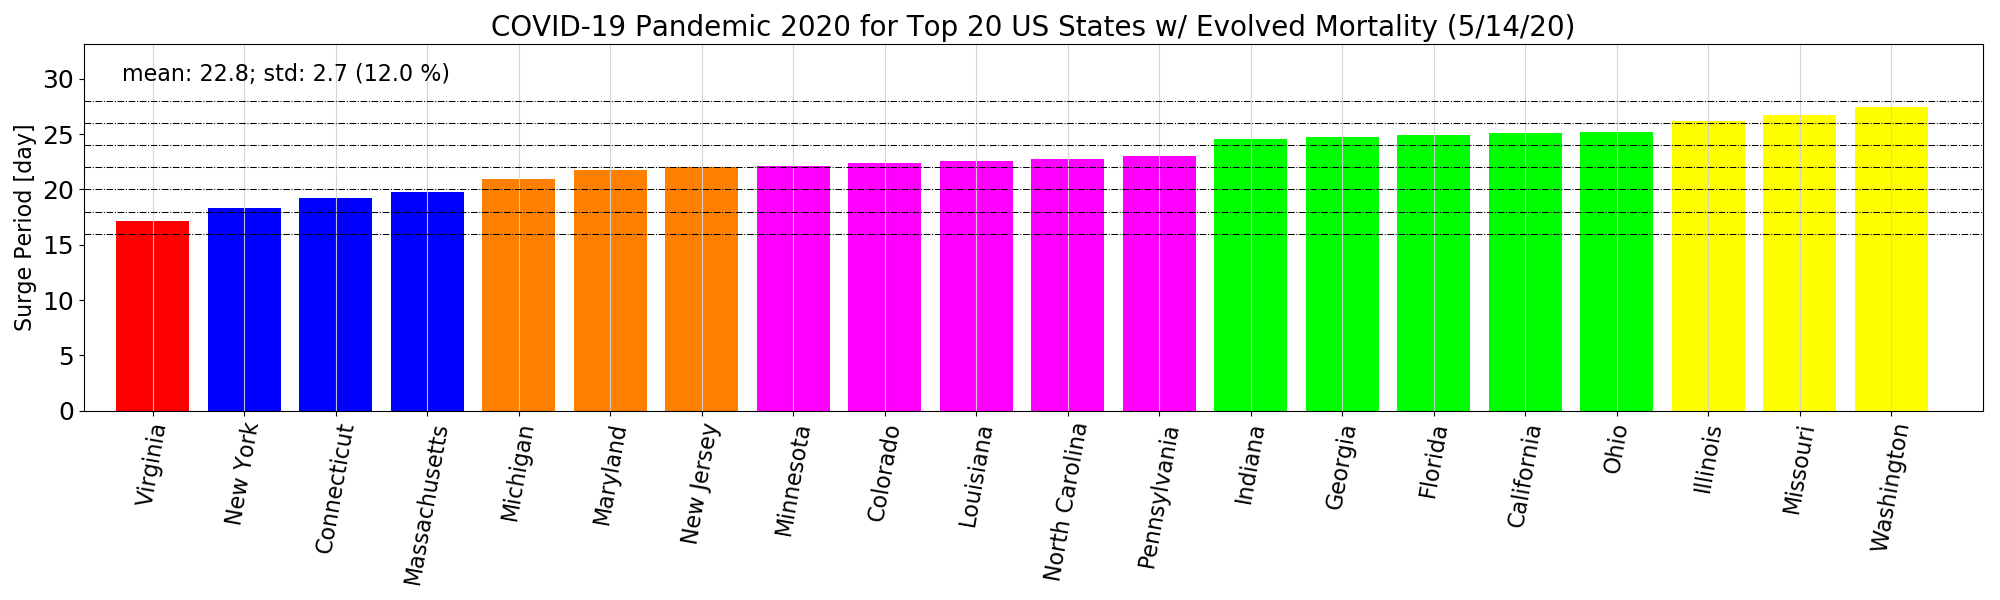 COVID-19 Pandemic 2020 for Top 20 US States w/ Evolved Mortality (5/14/20)
mean: 22.8; std: 2.7 (12.0 %)
Surge Period [day]
30
25
20
15
10
5
0
Virginia
New York
Connecticut
Massachusetts
Michigan
Maryland
New Jersey
Minnesota
Colorado
Louisiana
North Carolina
Pennsylvania
Indiana
Georgia
Florida
California
Ohio
Illinois
Missouri
Washington